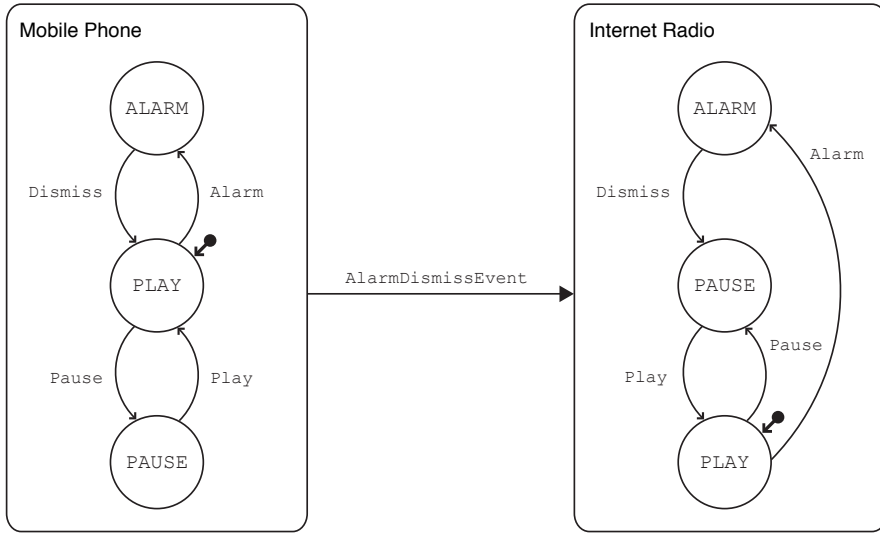 Mobile Phone
ALARM
Dismiss
Alarm
PLAY
Pause
Play
PAUSE
AlarmDismissEvent
Internet Radio
ALARM
Alarm
Dismiss
PAUSE
Pause
Play
PLAY